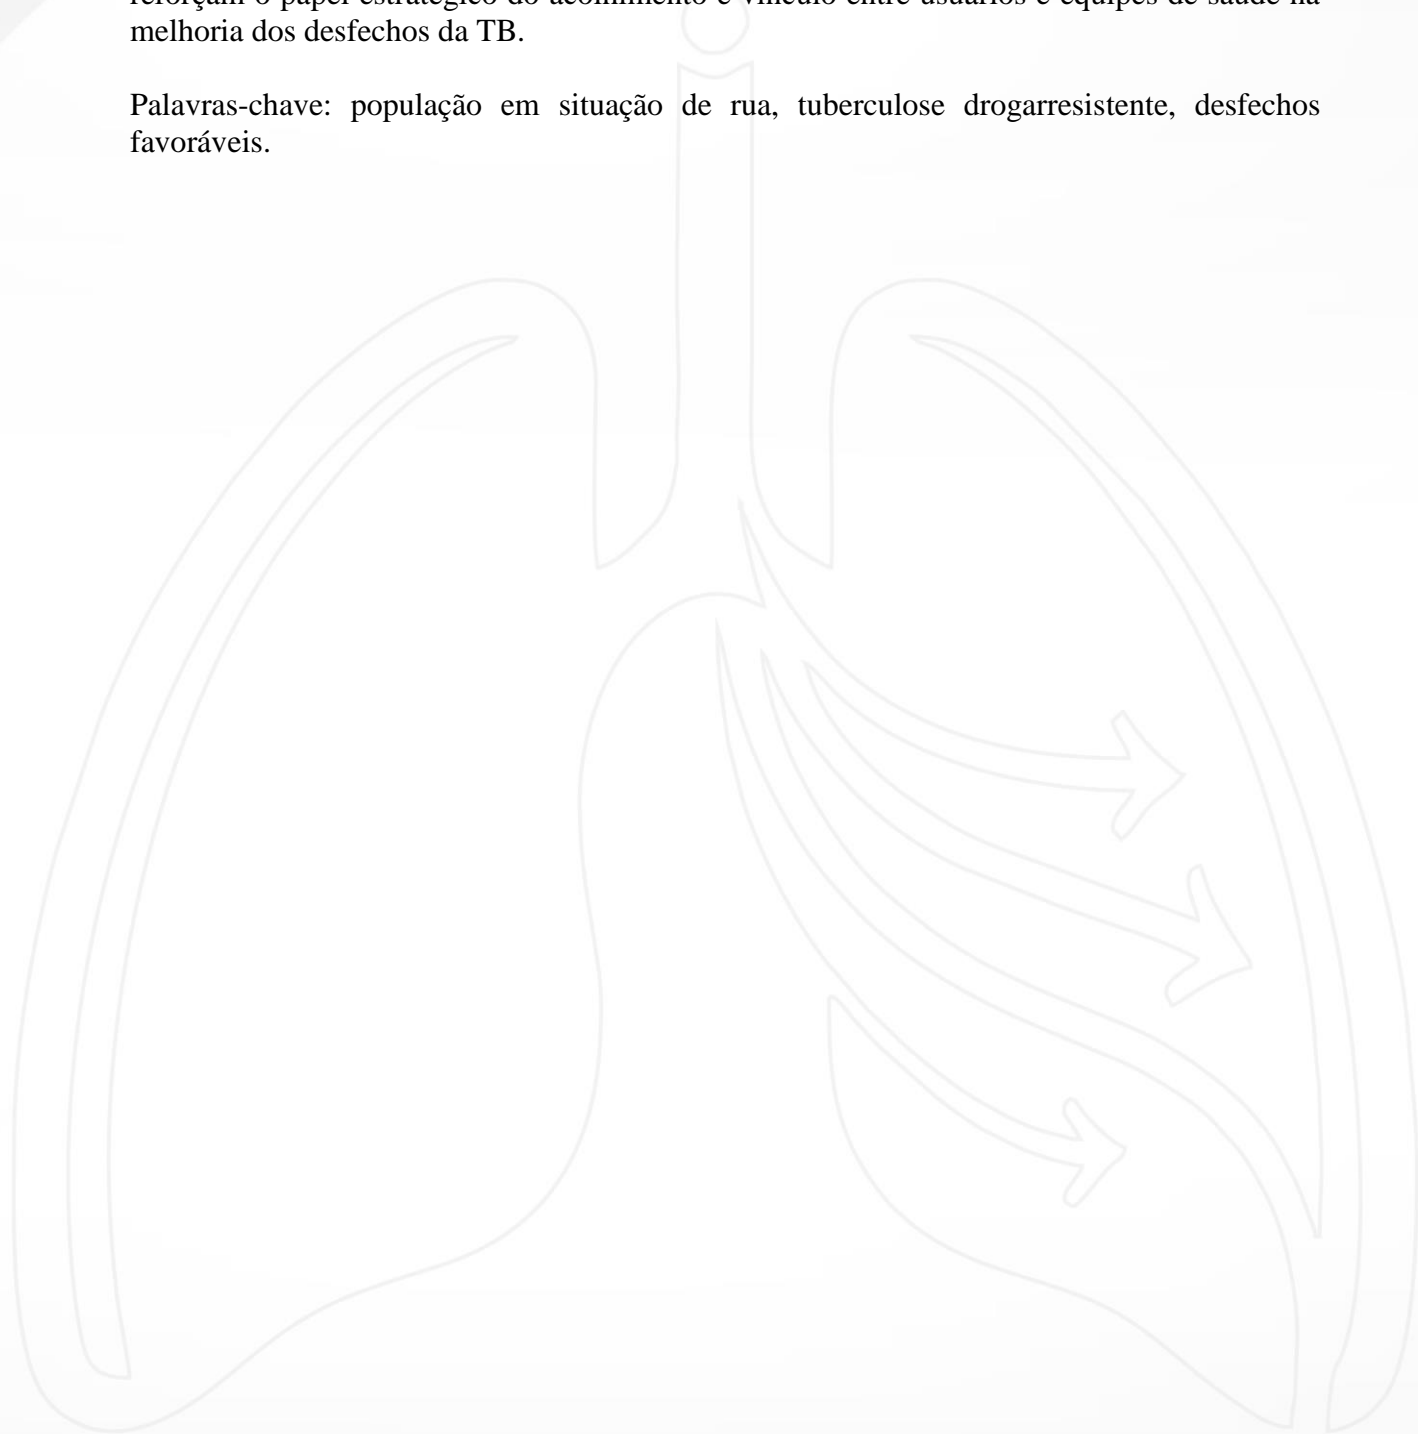 reforçam o papel estratégico do acolhimento e vínculo entre usuários e equipes de saúde na
melhoria dos desfechos da TB.
Palavras-chave: população em situação de rua, tuberculose drogarresistente, desfechos
favoráveis.